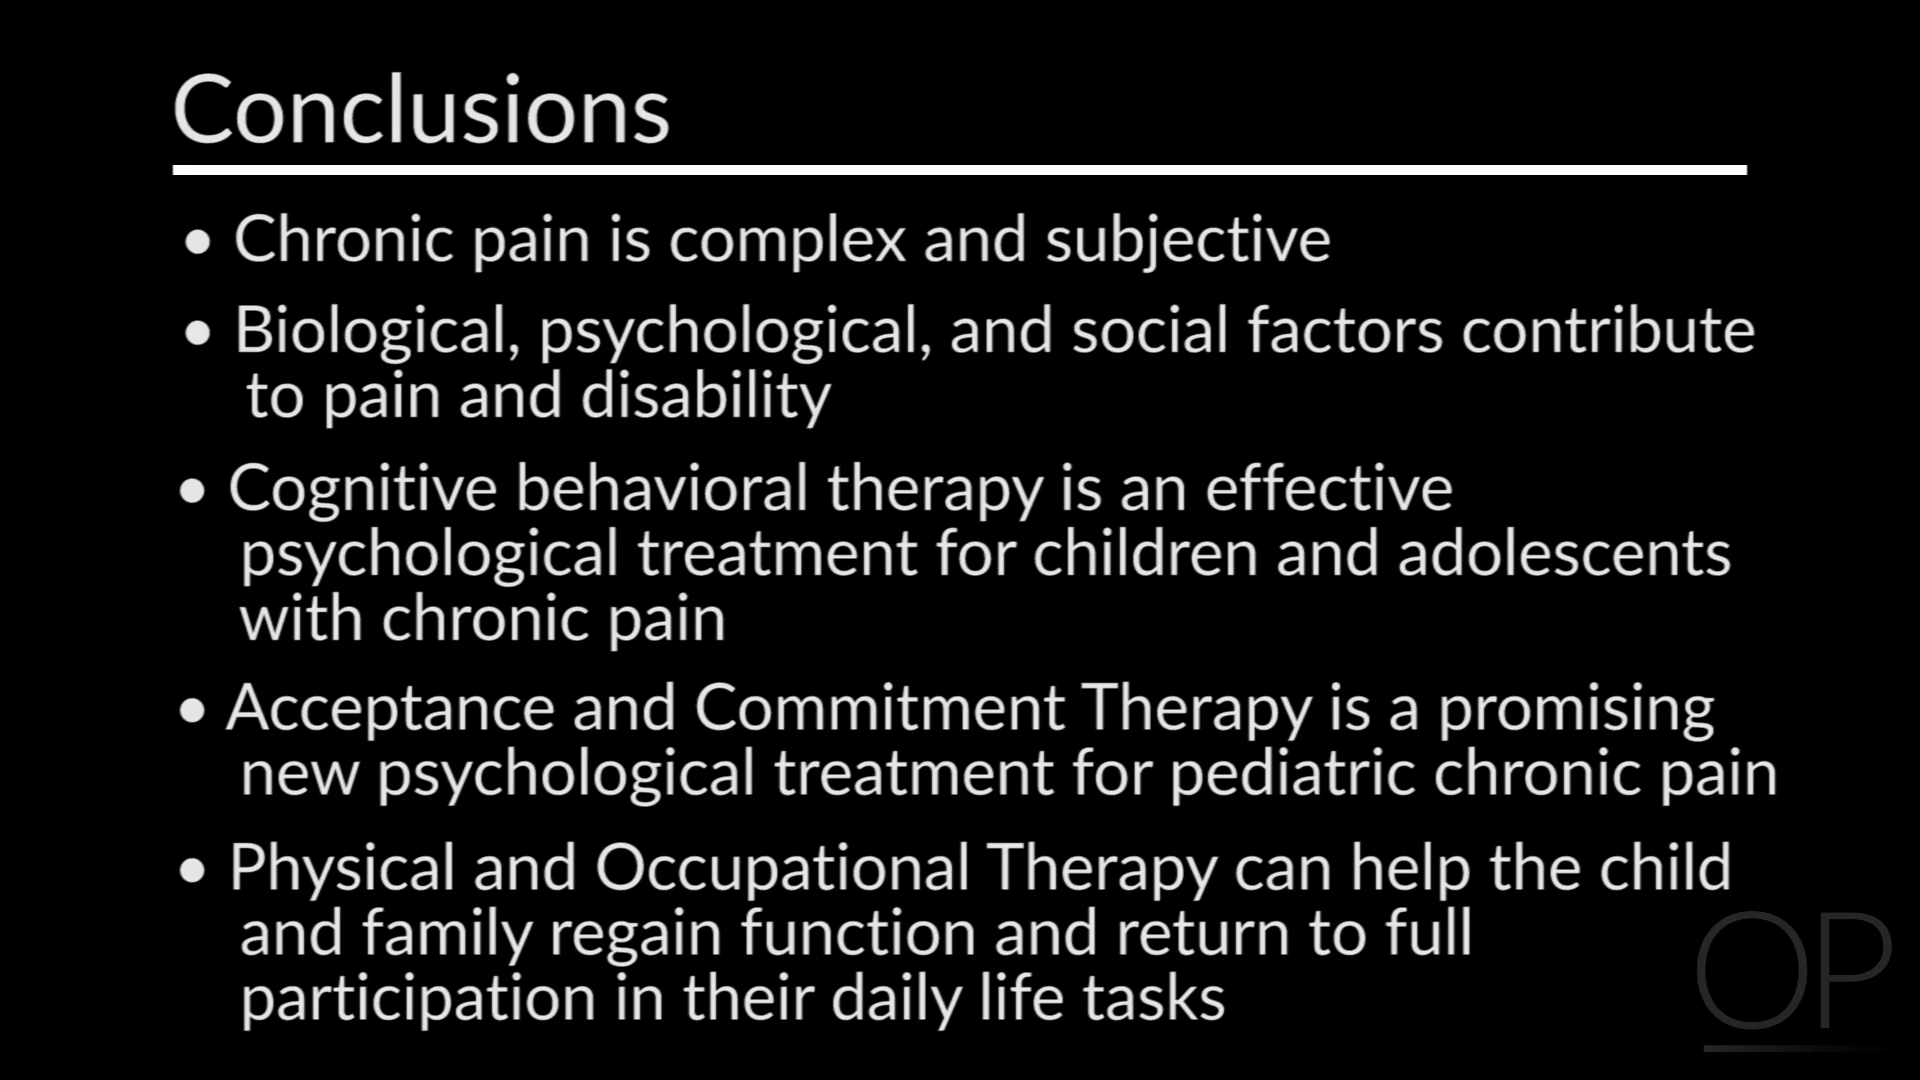 Conclusions
• Chronic pain is complex and subjective
• Biological, psychological, and social factors contribute
to pain and disability
• Cognitive behavioral therapy is an effective
psychological treatment for children and adolescents
with chronic pain
• Acceptance and Commitment Therapy is a promising
new psychological treatment for pediatric chronic pain
• Physical and Occupational Therapy can help the child
and family regain function and return to full
participation in their daily life tasks
OP